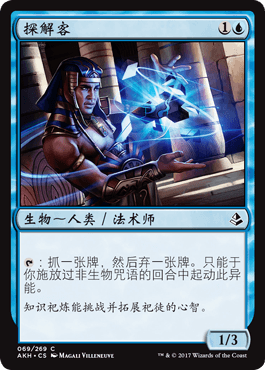 探解客 1
生物～人类 / 法术师
：抓一张牌，然后弃一张牌。只能于
你施放过非生物咒语的回合中起动此异
能。
知识祀炼能挑战并拓展祀徒的心智。
1/3
069/269 C
AKH • CS MAGALI VILLENEUVE
™ & © 2017 Wizards of the Coast